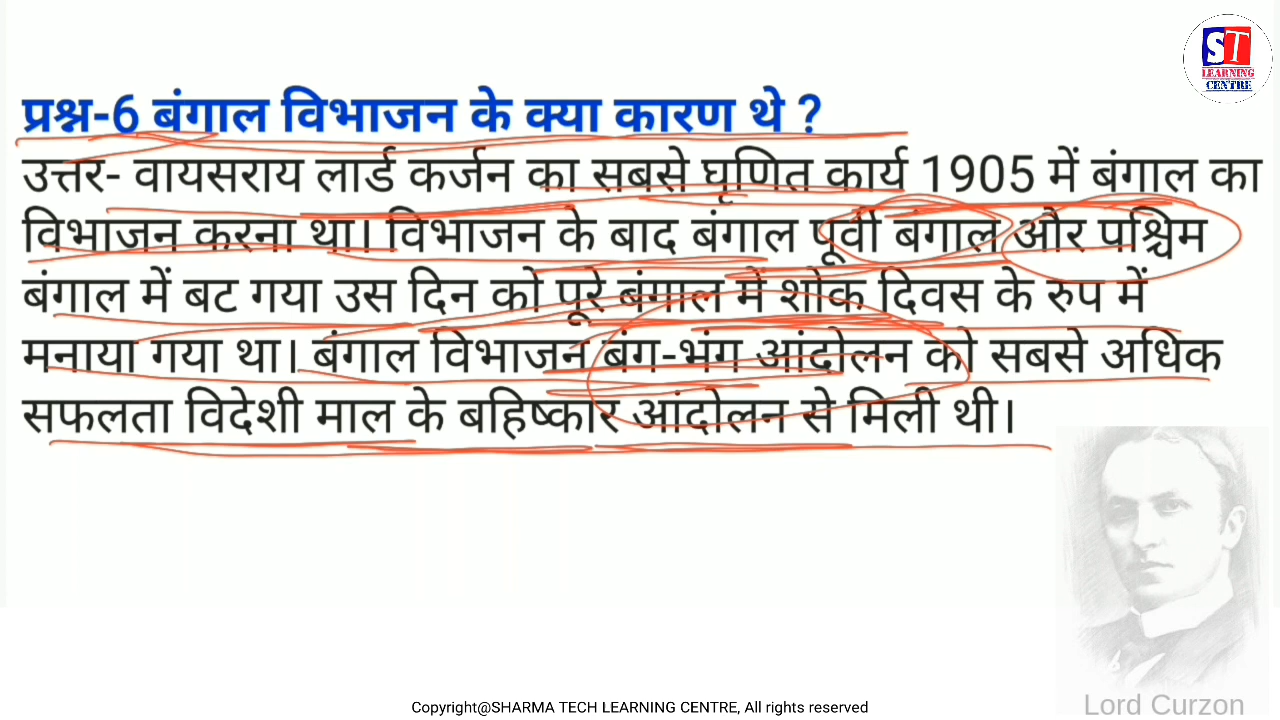 ST
LEARNING
CENTRE
प्रश्न-6 बंगाल विभाजन के क्या कारण थे ?
उत्तर- वायसराय लार्ड कर्जन का सबसे घृणित कार्य 1905 में बंगाल का
विभाजन करना था। विभाजन के बाद बंगाल पूर्वी बंगाल और पश्चिम
बंगाल में बट गया उस दिन को पूरे बंगाल में शोक दिवस के रुप में
मनाया गया था। बंगाल विभाजन बंग-भंग आंदोलन को सबसे अधिक
सफलता विदेशी माल के बहिष्कार आंदोलन से मिली थी।
Lord Curzon
Copyright@SHARMA TECH LEARNING CENTRE, All rights reserved